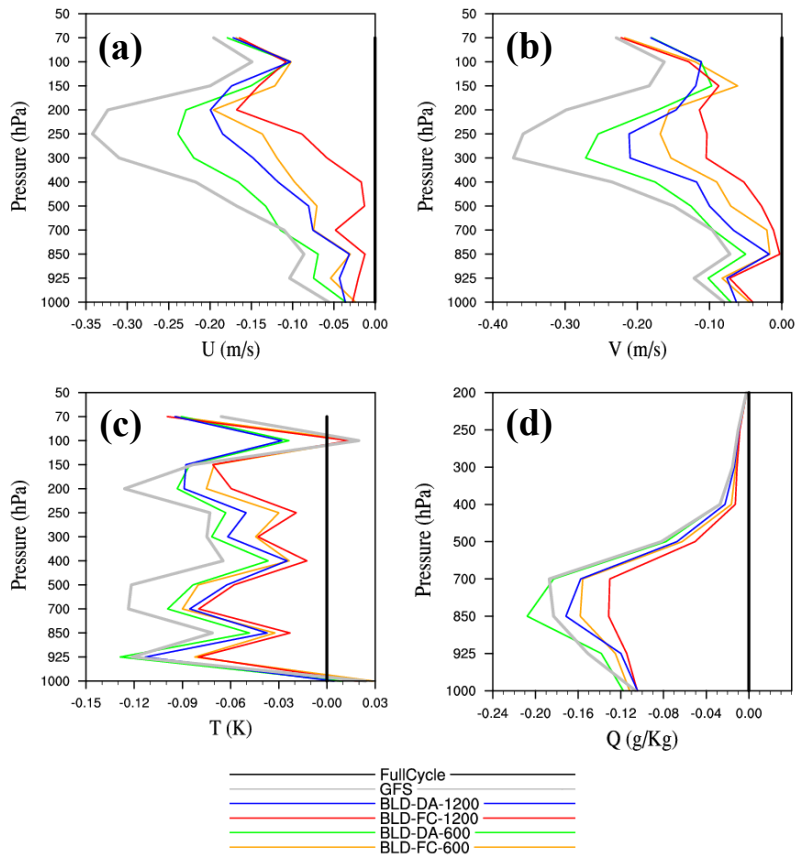 (a)
50
70
100
150
200
250
300
400
500
700
850
925
1000
Pressure (hPa)
-0.35 -0.30 -0.25 -0.20 -0.15 -0.10 -0.05 0.00
U (m/s)
(b)
50
70
100
150
200
250
300
400
500
700
850
925
1000
Pressure (hPa)
-0.40 -0.30 -0.20 -0.10 0.00
V (m/s)
(c)
50
70
100
150
200
250
300
400
500
700
850
925
1000
Pressure (hPa)
-0.15 -0.12 -0.09 -0.06 -0.03 -0.00 0.03
T (K)
(d)
200
250
300
400
500
700
850
925
1000
Pressure (hPa)
-0.24 -0.20 -0.16 -0.12 -0.08 -0.04 0.00
Q (g/Kg)
FullCycle
GFS
BLD-DA-1200
BLD-FC-1200
BLD-DA-600
BLD-FC-600